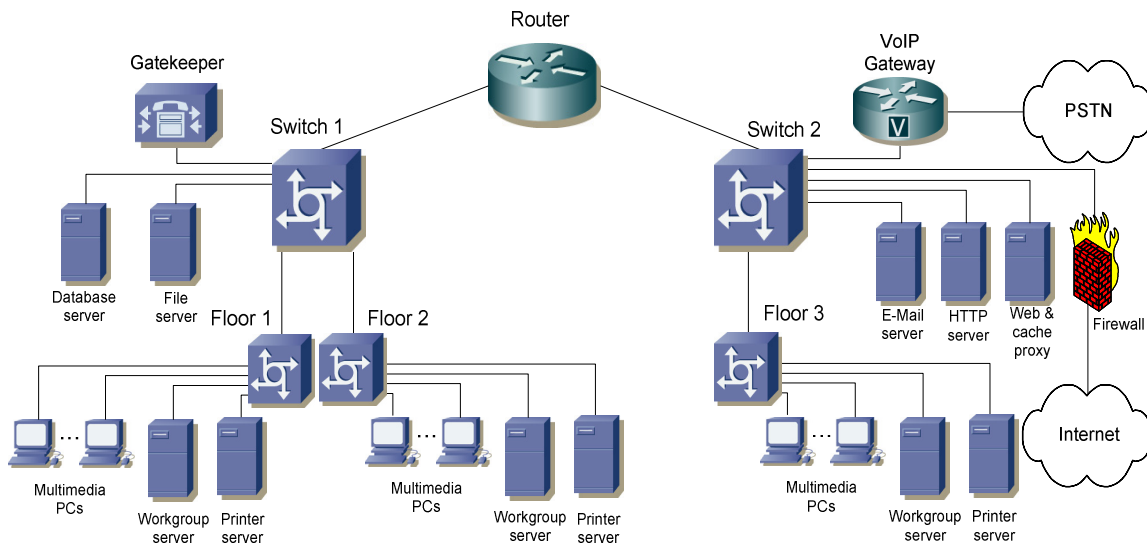 Router
Gatekeeper
VoIP
Gateway
PSTN
Switch 1
Switch 2
V
Database
server
File
server
E-Mail
server
HTTP
server
Web &
cache
proxy
Firewall
Floor 1
Floor 2
Floor 3
Internet
...
Multimedia
PCs
Workgroup
server
Printer
server
...
Multimedia
PCs
Workgroup
server
Printer
server
...
Multimedia
PCs
Workgroup
server
Printer
server